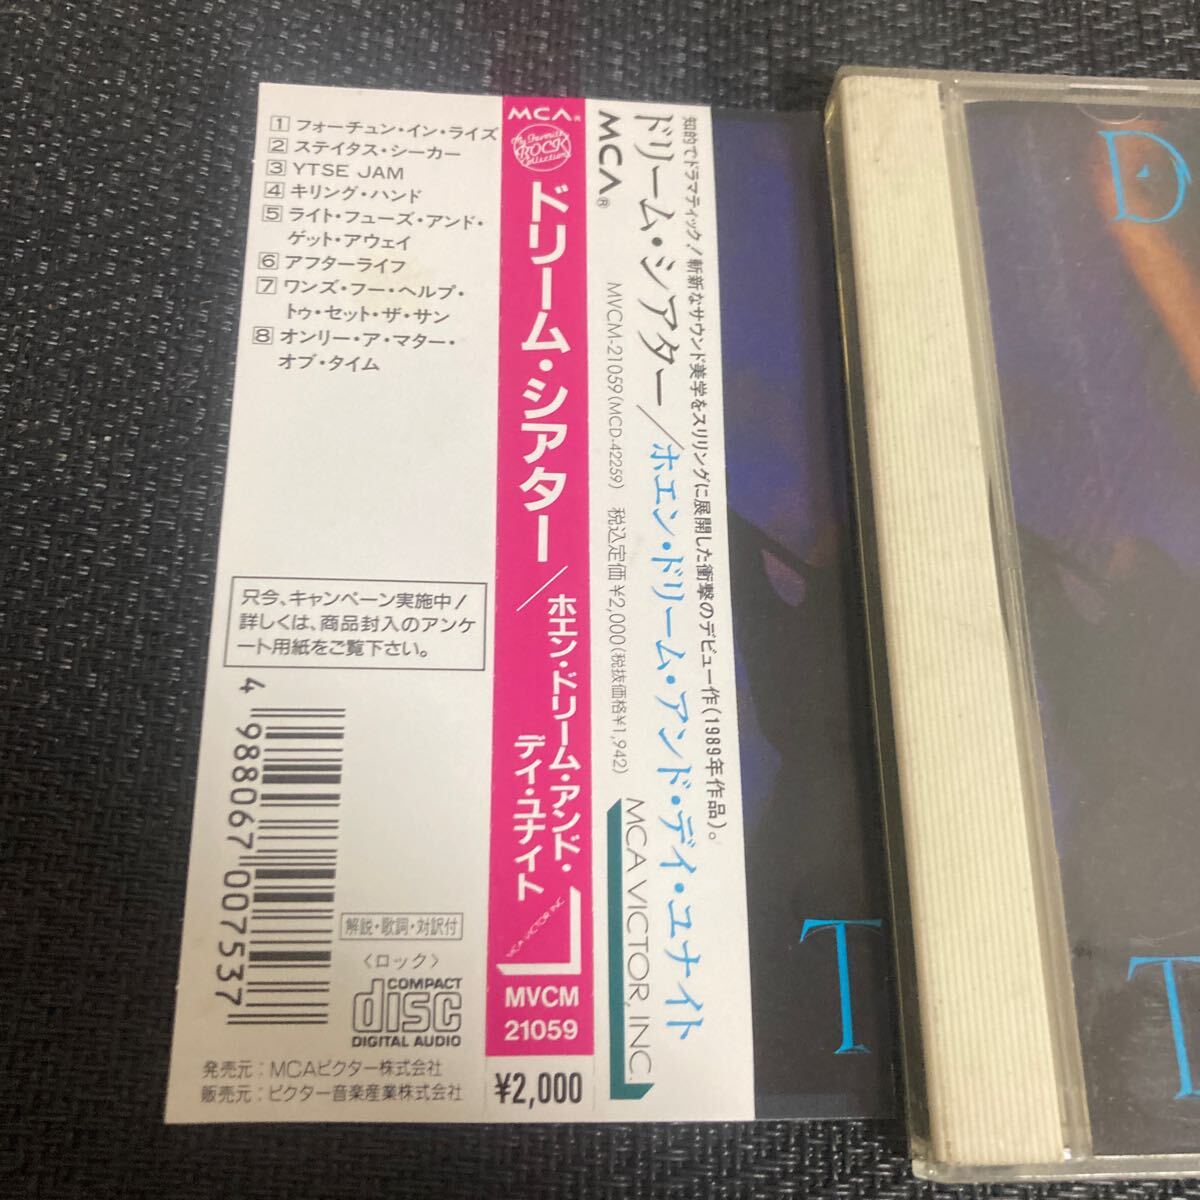 1 フォーチュン・イン・ライズ
2 ステイタス・シーカー
3 YTSE JAM
4 キリング・ハンド
5 ライト・フューズ・アンド・
ゲット・アウェイ
6 アフターライフ
7 ワンズ・フー・ヘルプ・
トゥ・セット・ザ・サン
8 オンリー・ア・マター・
オブ・タイム
只今、キャンペーン実施中!
詳しくは、商品封入のアンケ
ート用紙をご覧下さい。
4 988067 007537
解説・歌詞・対訳付
〈ロック〉
COMPACT
disc
DIGITAL AUDIO
発売元:MCAビクター株式会社
販売元:ビクター音楽産業株式会社
MCA®
My Favorite
ROCK
Collection
ドリーム・シアター/
ホエン・ドリーム・アンド・
デイ・ユナイト
MCA VICTOR INC.
MVCM
21059
¥2,000
知的でドラマティック!斬新なサウンド美学をスリリングに展開した衝撃のデビュー作(1989年作品)。
ドリーム・シアター/ホエン・ドリーム・アンド・デイ・ユナイト
MCA®
MVCM-21059(MCD-42259) 税込定価¥2,000(税抜価格¥1,942)
MCA VICTOR, INC.
T
D
T